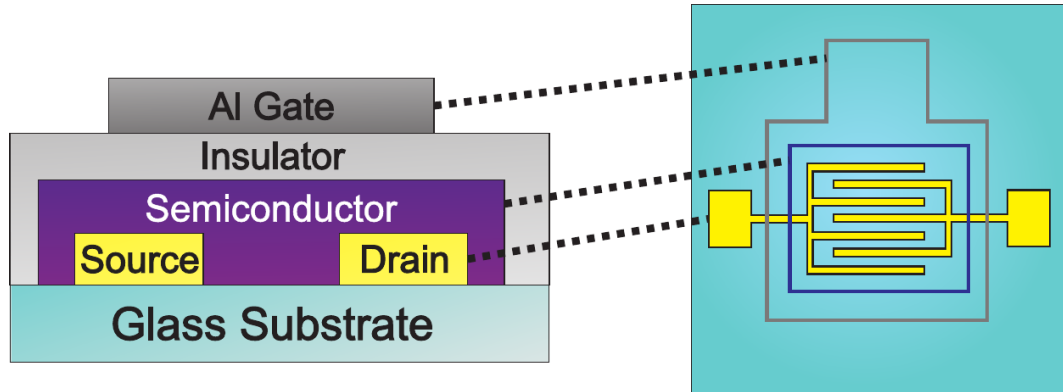 Al Gate
Insulator
Semiconductor
Source Drain
Glass Substrate